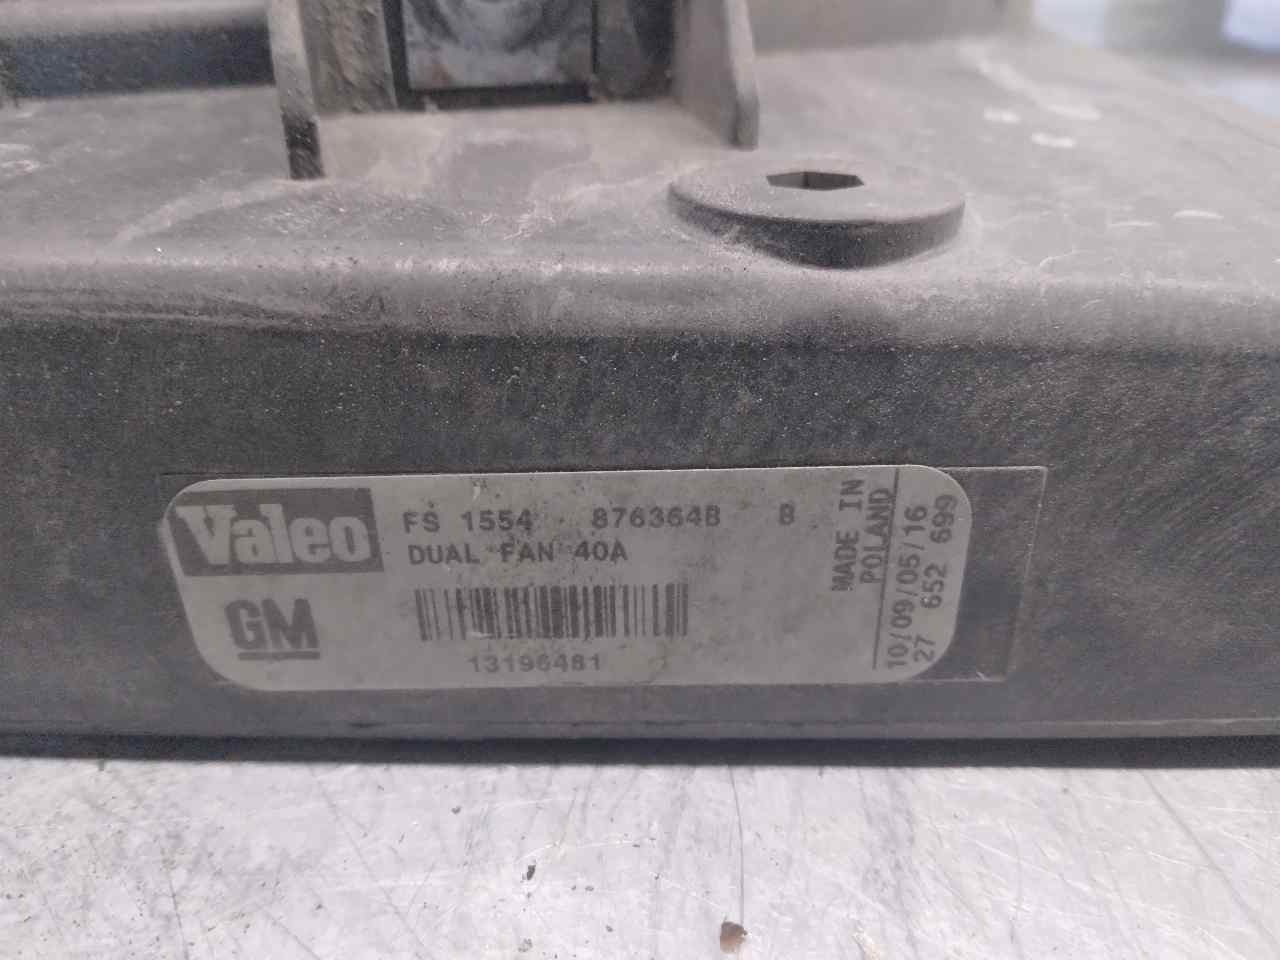 Valeo
FS 1554 876364B B
DUAL FAN 40A
GM
13196481
MADE IN
POLAND
10/09/05/16
27 652 699